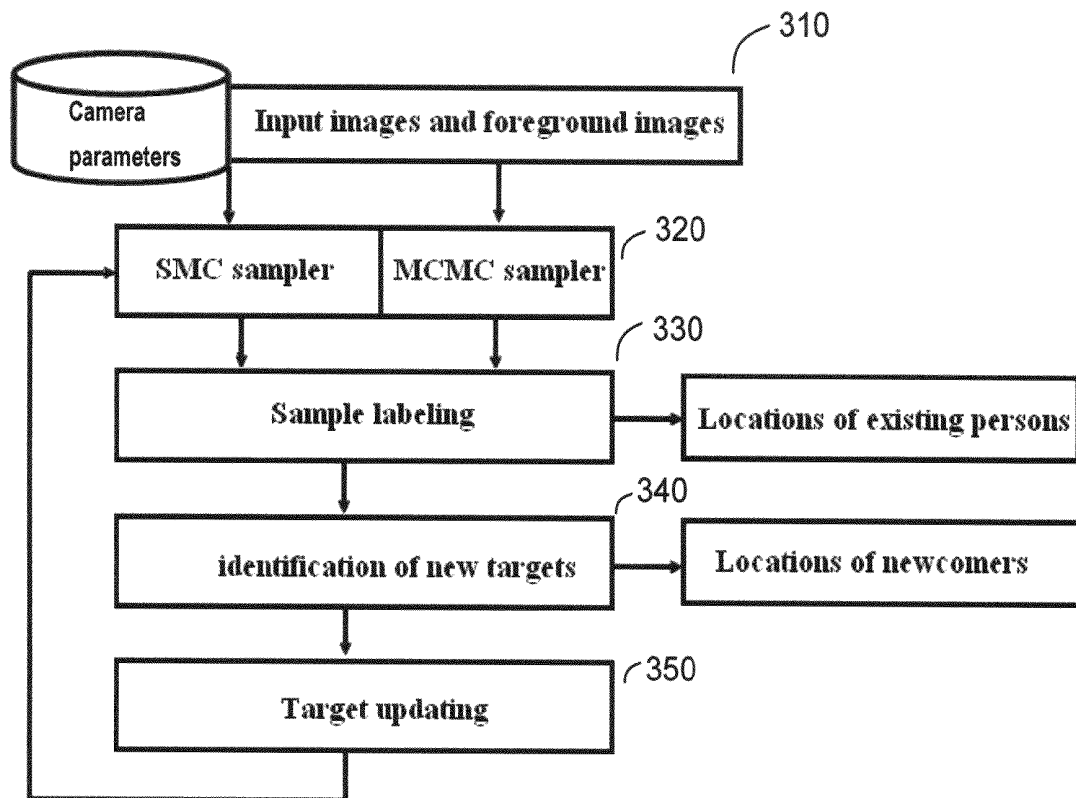 310
Camera
parameters
Input images and foreground images
320
SMC sampler
MCMC sampler
330
Sample labeling
Locations of existing persons
340
identification of new targets
Locations of newcomers
350
Target updating